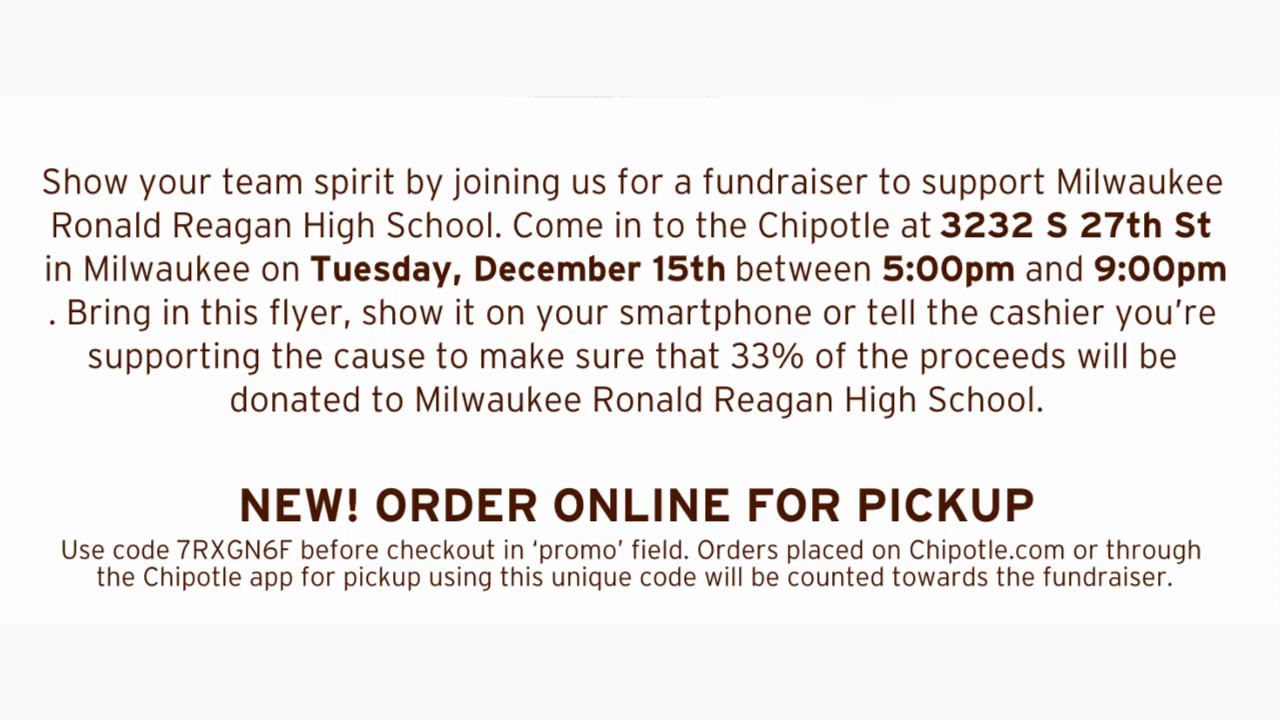 Show your team spirit by joining us for a fundraiser to support Milwaukee
Ronald Reagan High School. Come in to the Chipotle at 3232 S 27th St
in Milwaukee on Tuesday, December 15th between 5:00pm and 9:00pm
. Bring in this flyer, show it on your smartphone or tell the cashier you’re
supporting the cause to make sure that 33% of the proceeds will be
donated to Milwaukee Ronald Reagan High School.
NEW! ORDER ONLINE FOR PICKUP
Use code 7RXGN6F before checkout in ‘promo’ field. Orders placed on Chipotle.com or through
the Chipotle app for pickup using this unique code will be counted towards the fundraiser.